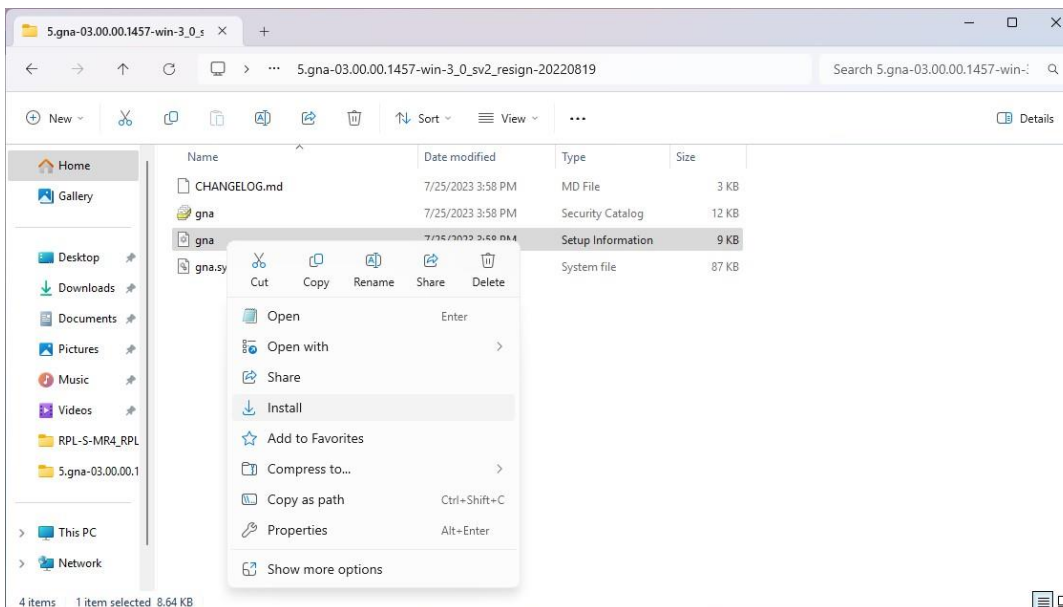 5.gna-03.00.00.1457-win-3_0_s
5.gna-03.00.00.1457-win-3_0_sv2_resign-20220819
Search 5.gna-03.00.00.1457-win-:
New
Sort
View
Details
Name Date modified Type Size
Home
CHANGELOG.md 7/25/2023 3:58 PM MD File 3 KB
Gallery
gna 7/25/2023 3:58 PM Security Catalog 12 KB
gna 7/25/2023 3:58 PM Setup Information 9 KB
Desktop
gna.sy System file 87 KB
Cut Copy Rename Share Delete
Downloads
Documents
Open Enter
Pictures
Open with
Music
Share
Videos
Install
RPL-S-MR4_RPL
Add to Favorites
5.gna-03.00.00.1
Compress to...
Copy as path Ctrl+Shift+C
This PC
Properties Alt+Enter
Network
Show more options
4 items 1 item selected 8.64 KB